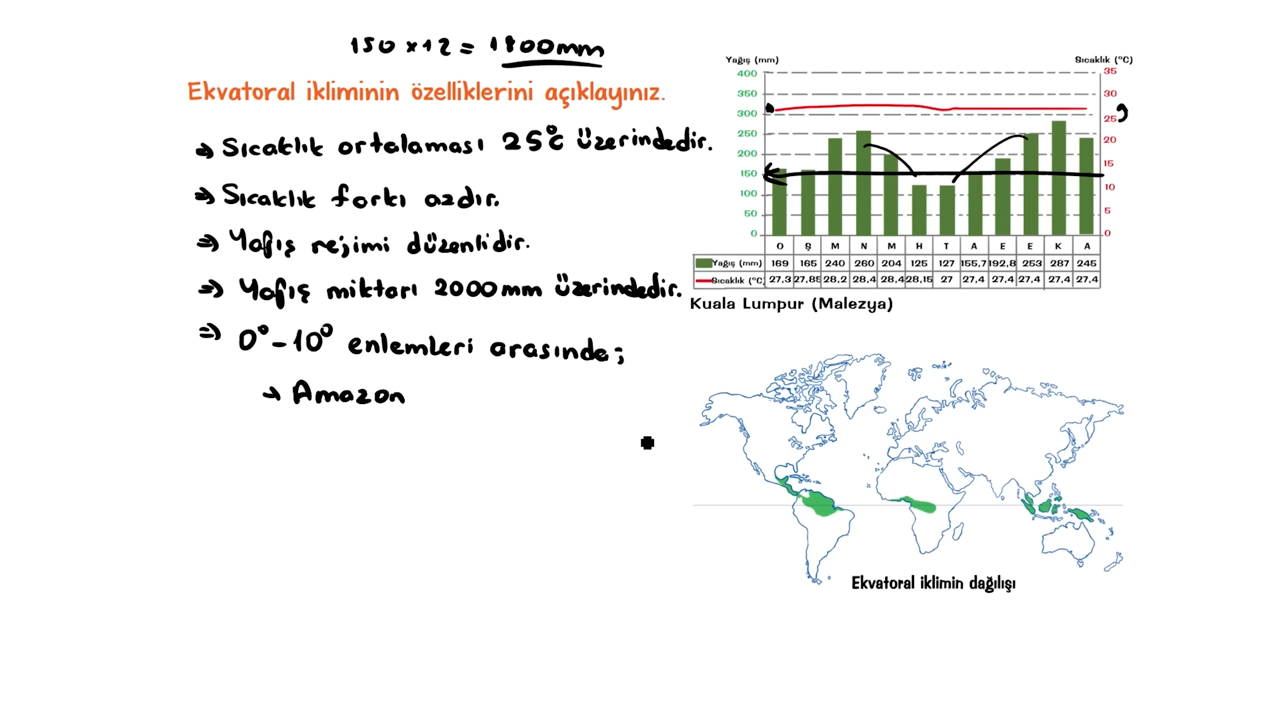 150 x 12 = 1800mm
Ekvatoral ikliminin özelliklerini açıklayınız.
→ Sıcaklık ortalaması 25°C üzerindedir.
→ Sıcaklık farkı azdır.
⇒ Yağış rejimi düzenlidir.
⇒ Yağış miktarı 2000mm üzerindedir.
⇒ 0° - 10° enlemleri arasında;
→ Amazon
Yağış (mm) Sıcaklık (°C)
400 35
350 30
300 25
250 20
200 15
150 10
100 5
50 0
0
O Ş M N M H T A E E K A
Yağış (mm) 169 165 240 260 204 125 127 155,7 192,8 253 287 245
Sıcaklık (°C) 27.3 27,85 28,2 28.4 28.4 28,15 27 27,4 27,4 27,4 27,4 27,4
Kuala Lumpur (Malezya)
Ekvatoral iklimin dağılışı